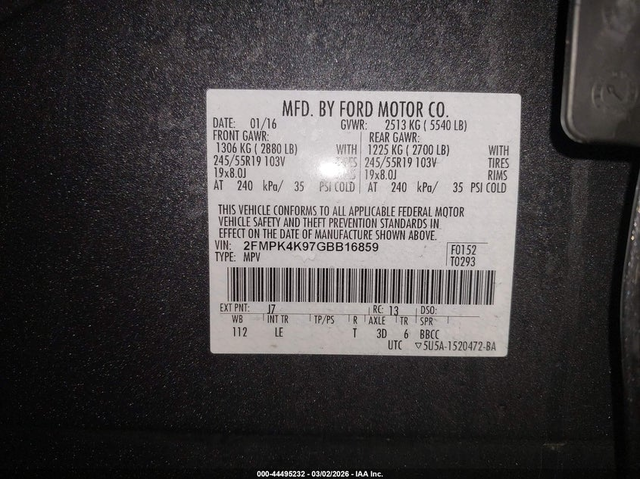 MFD. BY FORD MOTOR CO.
DATE: 01/16 GVWR: 2513 KG ( 5540 LB)
FRONT GAWR: REAR GAWR:
1306 KG ( 2880 LB) WITH 1225 KG ( 2700 LB) WITH
245/55R19 103V TIRES 245/55R19 103V TIRES
19x8.0J RIMS 19x8.0J RIMS
AT 240 kPa/ 35 PSI COLD AT 240 kPa/ 35 PSI COLD
THIS VEHICLE CONFORMS TO ALL APPLICABLE FEDERAL MOTOR
VEHICLE SAFETY AND THEFT PREVENTION STANDARDS IN
EFFECT ON THE DATE OF MANUFACTURE SHOWN ABOVE.
VIN: 2FMPK4K97GBB16859 F0152
TYPE: MPV T0293
EXT PNT: J7 RC: 13 DSO:
WB INT TR TP/PS R AXLE TR SPR
112 LE T 3D 6 BBCC
UTC ▽5U5A-1520472-BA
000-44495232 - 03/02/2026 - IAA Inc.